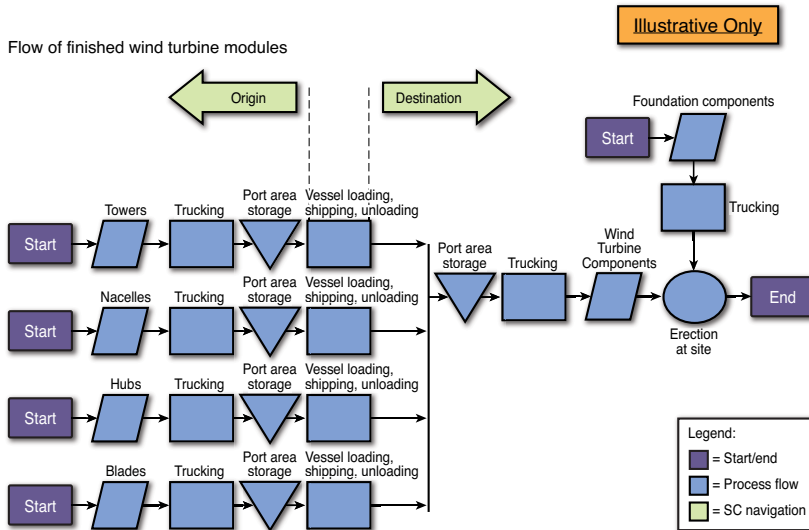 Illustrative Only
Flow of finished wind turbine modules
Origin
Destination
Foundation components
Start
Trucking
Towers
Trucking
Port area
storage
Vessel loading,
shipping, unloading
Start
Port area
storage
Trucking
Wind
Turbine
Components
Erection
at site
End
Nacelles
Trucking
Port area
storage
Vessel loading,
shipping, unloading
Start
Hubs
Trucking
Port area
storage
Vessel loading,
shipping, unloading
Start
Blades
Trucking
Port area
storage
Vessel loading,
shipping, unloading
Start
Legend:
= Start/end
= Process flow
= SC navigation